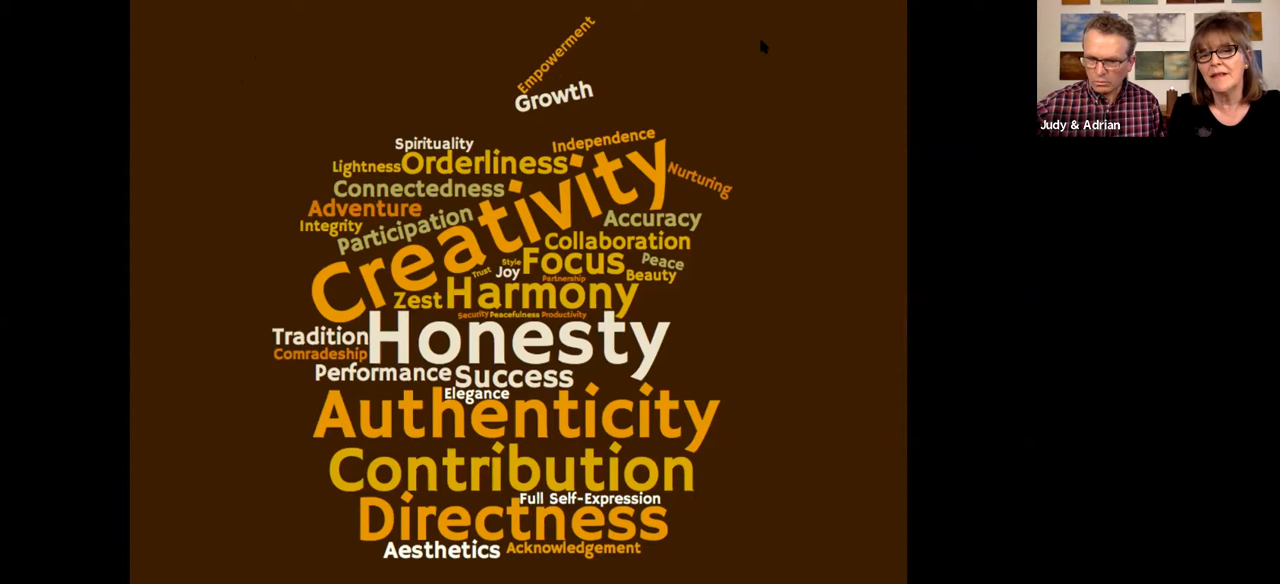 Empowerment
Growth
Spirituality
Independence
Lightness
Orderliness
Creativity
Nurturing
Connectedness
Adventure
Participation
Accuracy
Integrity
Collaboration
Focus
Peace
Style
Trust
Joy
Partnership
Beauty
Zest
Harmony
Security
Peacefulness
Productivity
Tradition
Honesty
Comradeship
Performance
Success
Elegance
Authenticity
Contribution
Full Self-Expression
Directness
Aesthetics
Acknowledgement
Judy & Adrian